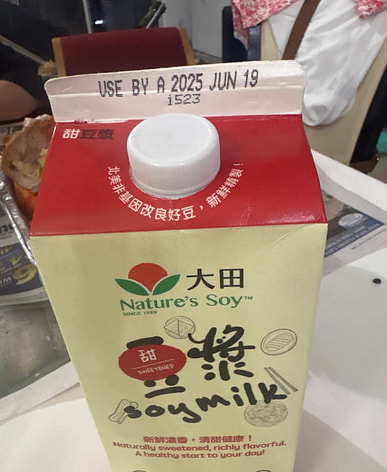 USE BY A 2025 JUN 19
1523
甜豆漿
北美非基因改良好豆，新鮮精製！
大田
Nature's Soy™
SINCE 1989
甜
SWEETENED
豆漿
soymilk
新鮮濃香，清甜健康！
Naturally sweetened, richly flavorful.
A healthy start to your day!